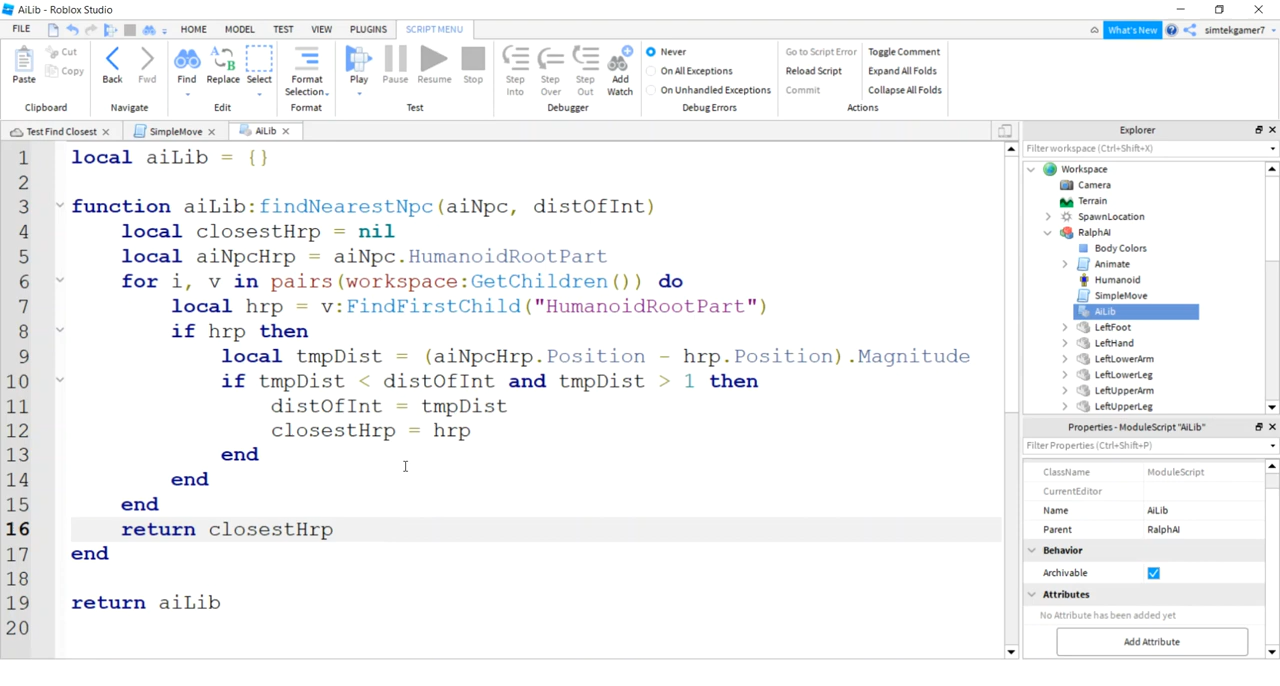 AiLib - Roblox Studio
FILE HOME MODEL TEST VIEW PLUGINS SCRIPT MENU What's New simtekgamer7
Paste Cut Copy Back Fwd Find Replace Select Format Selection Play Pause Resume Stop Step Into Step Over Step Out Add Watch
Never On All Exceptions On Unhandled Exceptions
Go to Script Error Reload Script Commit
Toggle Comment Expand All Folds Collapse All Folds
Clipboard Navigate Edit Format Test Debugger Debug Errors Actions
Test Find Closest SimpleMove AiLib
1 local aiLib = {}
2
3 function aiLib:findNearestNpc(aiNpc, distOfInt)
4 local closestHrp = nil
5 local aiNpcHrp = aiNpc.HumanoidRootPart
6 for i, v in pairs(workspace:GetChildren()) do
7 local hrp = v:FindFirstChild("HumanoidRootPart")
8 if hrp then
9 local tmpDist = (aiNpcHrp.Position - hrp.Position).Magnitude
10 if tmpDist < distOfInt and tmpDist > 1 then
11 distOfInt = tmpDist
12 closestHrp = hrp
13 end
14 end
15 end
16 return closestHrp
17 end
18
19 return aiLib
20
Explorer
Filter workspace (Ctrl+Shift+X)
Workspace
Camera
Terrain
SpawnLocation
RalphAI
Body Colors
Animate
Humanoid
SimpleMove
AiLib
LeftFoot
LeftHand
LeftLowerArm
LeftLowerLeg
LeftUpperArm
LeftUpperLeg
Properties - ModuleScript "AiLib"
Filter Properties (Ctrl+Shift+P)
ClassName ModuleScript
CurrentEditor
Name AiLib
Parent RalphAI
Behavior
Archivable
Attributes
No Attribute has been added yet
Add Attribute